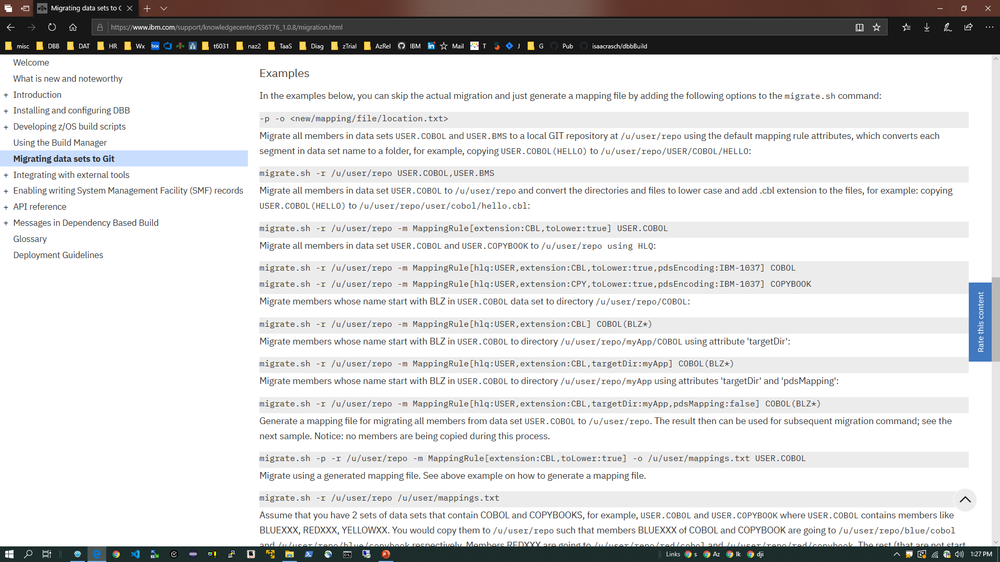 Migrating data sets to G
https://www.ibm.com/support/knowledgecenter/SS6T76_1.0.8/migration.html
misc DBB DAT HR Wx box t6031 naz2 TaaS Diag zTrial AzRel IBM in Mail T J G Pub isaacrasch/dbbBuild
Welcome
What is new and noteworthy
+ Introduction
+ Installing and configuring DBB
+ Developing z/OS build scripts
Using the Build Manager
Migrating data sets to Git
+ Integrating with external tools
+ Enabling writing System Management Facility (SMF) records
+ API reference
+ Messages in Dependency Based Build
Glossary
Deployment Guidelines
Examples
In the examples below, you can skip the actual migration and just generate a mapping file by adding the following options to the migrate.sh command:
-p -o <new/mapping/file/location.txt>
Migrate all members in data sets USER.COBOL and USER.BMS to a local GIT repository at /u/user/repo using the default mapping rule attributes, which converts each
segment in data set name to a folder, for example, copying USER.COBOL(HELLO) to /u/user/repo/USER/COBOL/HELLO:
migrate.sh -r /u/user/repo USER.COBOL,USER.BMS
Migrate all members in data set USER.COBOL to /u/user/repo and convert the directories and files to lower case and add .cbl extension to the files, for example: copying
USER.COBOL(HELLO) to /u/user/repo/user/cobol/hello.cbl:
migrate.sh -r /u/user/repo -m MappingRule[extension:CBL,toLower:true] USER.COBOL
Migrate all members in data set USER.COBOL and USER.COPYBOOK to /u/user/repo using HLQ:
migrate.sh -r /u/user/repo -m MappingRule[hlq:USER,extension:CBL,toLower:true,pdsEncoding:IBM-1037] COBOL
migrate.sh -r /u/user/repo -m MappingRule[hlq:USER,extension:CPY,toLower:true,pdsEncoding:IBM-1037] COPYBOOK
Migrate members whose name start with BLZ in USER.COBOL data set to directory /u/user/repo/COBOL:
migrate.sh -r /u/user/repo -m MappingRule[hlq:USER,extension:CBL] COBOL(BLZ*)
Migrate members whose name start with BLZ in USER.COBOL to directory /u/user/repo/myApp/COBOL using attribute 'targetDir':
migrate.sh -r /u/user/repo -m MappingRule[hlq:USER,extension:CBL,targetDir:myApp] COBOL(BLZ*)
Migrate members whose name start with BLZ in USER.COBOL to directory /u/user/repo/myApp using attributes 'targetDir' and 'pdsMapping':
migrate.sh -r /u/user/repo -m MappingRule[hlq:USER,extension:CBL,targetDir:myApp,pdsMapping:false] COBOL(BLZ*)
Generate a mapping file for migrating all members from data set USER.COBOL to /u/user/repo. The result then can be used for subsequent migration command; see the
next sample. Notice: no members are being copied during this process.
migrate.sh -p -r /u/user/repo -m MappingRule[extension:CBL,toLower:true] -o /u/user/mappings.txt USER.COBOL
Migrate using a generated mapping file. See above example on how to generate a mapping file.
migrate.sh -r /u/user/repo /u/user/mappings.txt
Assume that you have 2 sets of data sets that contain COBOL and COPYBOOKS, for example, USER.COBOL and USER.COPYBOOK where USER.COBOL contains members like
BLUEXXX, REDXXX, YELLOWXX. You would copy them to /u/user/repo such that members BLUEXXX of COBOL and COPYBOOK are going to /u/user/repo/blue/cobol
and /u/user/repo/blue/copybook respectively. Members REDXXX are going to /u/user/repo/red/cobol and /u/user/repo/red/copybook. The rest (that are not start
Rate this content
Links s Az lk dji
1:27 PM